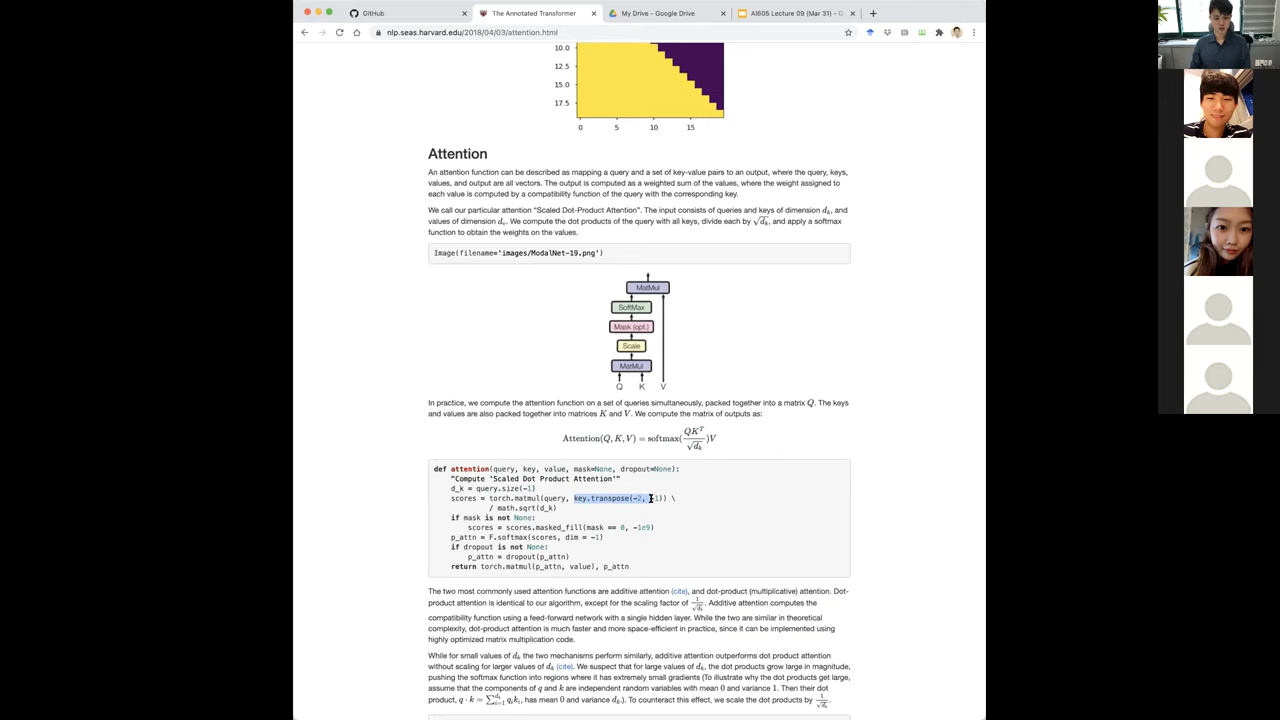 GitHub
The Annotated Transformer
My Drive - Google Drive
AI605 Lecture 09 (Mar 31) - G
nlp.seas.harvard.edu/2018/04/03/attention.html
10.0
12.5
15.0
17.5
0 5 10 15
Attention
An attention function can be described as mapping a query and a set of key-value pairs to an output, where the query, keys,
values, and output are all vectors. The output is computed as a weighted sum of the values, where the weight assigned to
each value is computed by a compatibility function of the query with the corresponding key.
We call our particular attention “Scaled Dot-Product Attention”. The input consists of queries and keys of dimension dₖ, and
values of dimension dᵥ. We compute the dot products of the query with all keys, divide each by √dₖ, and apply a softmax
function to obtain the weights on the values.
Image(filename='images/ModalNet-19.png')
MatMul
SoftMax
Mask (opt.)
Scale
MatMul
Q K V
In practice, we compute the attention function on a set of queries simultaneously, packed together into a matrix Q. The keys
and values are also packed together into matrices K and V. We compute the matrix of outputs as:
Attention(Q, K, V) = softmax(QKᵀ/√dₖ)V
def attention(query, key, value, mask=None, dropout=None):
"Compute 'Scaled Dot Product Attention'"
d_k = query.size(-1)
scores = torch.matmul(query, key.transpose(-2, -1)) \
/ math.sqrt(d_k)
if mask is not None:
scores = scores.masked_fill(mask == 0, -1e9)
p_attn = F.softmax(scores, dim = -1)
if dropout is not None:
p_attn = dropout(p_attn)
return torch.matmul(p_attn, value), p_attn
The two most commonly used attention functions are additive attention (cite), and dot-product (multiplicative) attention. Dot-
product attention is identical to our algorithm, except for the scaling factor of 1/√dₖ. Additive attention computes the
compatibility function using a feed-forward network with a single hidden layer. While the two are similar in theoretical
complexity, dot-product attention is much faster and more space-efficient in practice, since it can be implemented using
highly optimized matrix multiplication code.
While for small values of dₖ the two mechanisms perform similarly, additive attention outperforms dot product attention
without scaling for larger values of dₖ (cite). We suspect that for large values of dₖ, the dot products grow large in magnitude,
pushing the softmax function into regions where it has extremely small gradients (To illustrate why the dot products get large,
assume that the components of q and k are independent random variables with mean 0 and variance 1. Then their dot
product, q · k = ∑ᵢ₌₁^dₖ qᵢkᵢ, has mean 0 and variance dₖ.). To counteract this effect, we scale the dot products by 1/√dₖ.